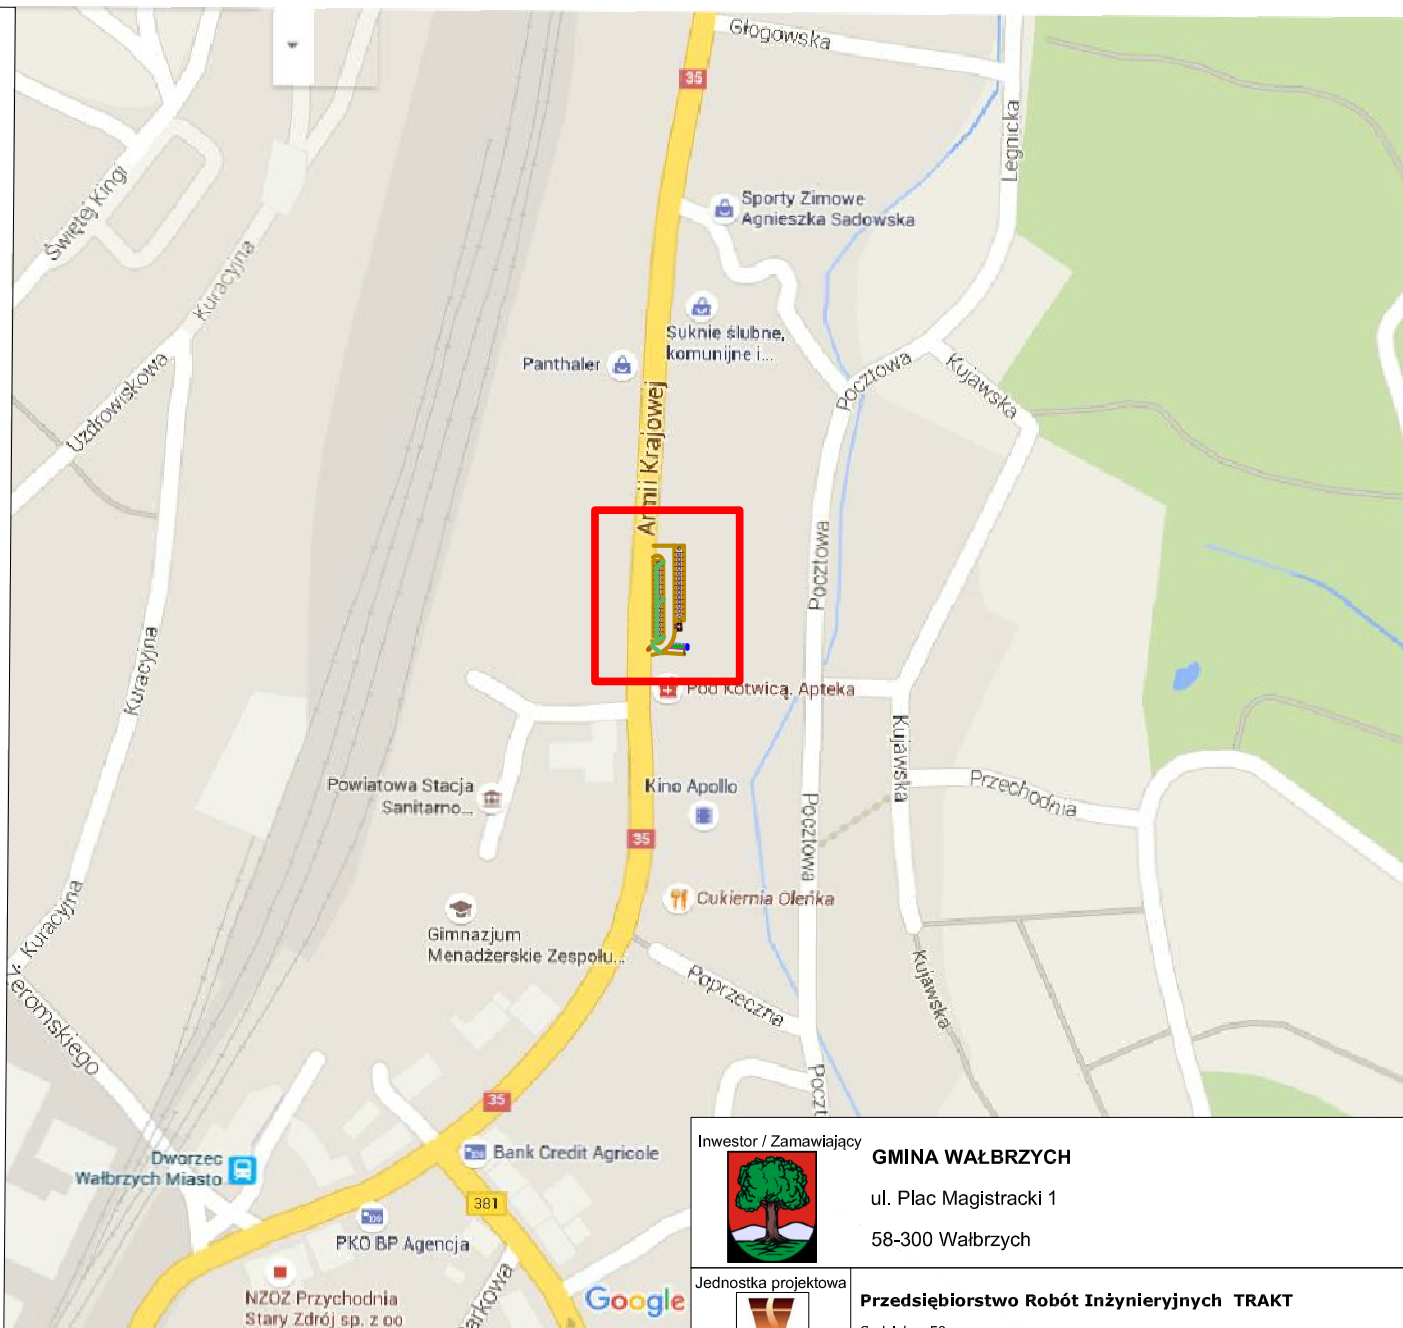 Głogowska
35
Legnicka
Świętej Kingi
Sporty Zimowe
Agnieszka Sadowska
Kuracyjna
Suknie ślubne,
komunijne i...
Panthaler
Pocztowa
Kujawska
Uzdrowiskowa
Armii Krajowej
Pocztowa
Kuracyjna
Pod Kotwicą. Apteka
Kujawska
Powiatowa Stacja
Sanitarno...
Kino Apollo
Przechodnia
Pocztowa
35
Kuracyjna
Cukiernia Oleńka
Gimnazjum
Menadżerskie Zespołu...
Poprzeczna
Kujawska
Żeromskiego
35
Poczt
Dworzec
Wałbrzych Miasto
Bank Credit Agricole
381
PKO BP Agencja
NZOZ Przychodnia
Stary Zdrój sp. z oo
arkowa
Google
Inwestor / Zamawiający
GMINA WAŁBRZYCH
ul. Plac Magistracki 1
58-300 Wałbrzych
Jednostka projektowa
Przedsiębiorstwo Robót Inżynieryjnych TRAKT